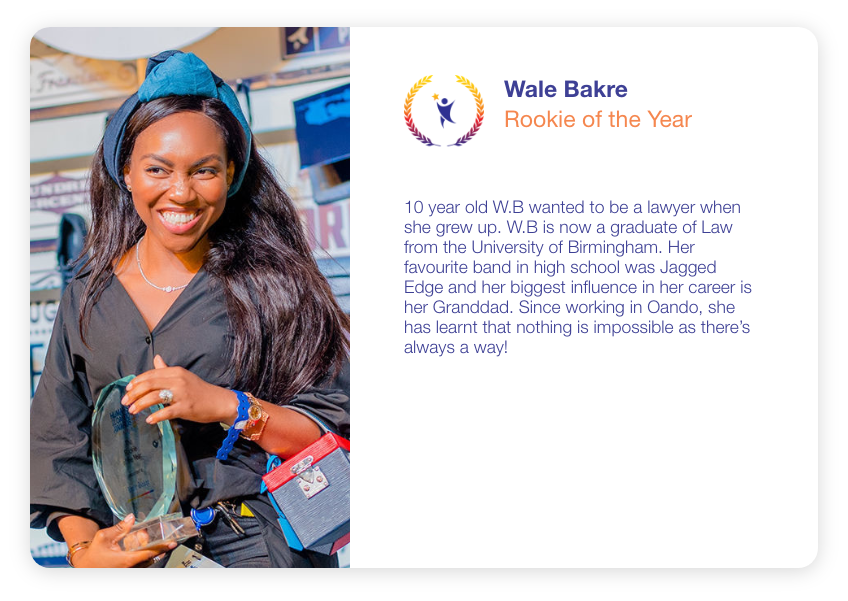 Wale Bakre
Rookie of the Year
10 year old W.B wanted to be a lawyer when
she grew up. W.B is now a graduate of Law
from the University of Birmingham. Her
favourite band in high school was Jagged
Edge and her biggest influence in her career is
her Granddad. Since working in Oando, she
has learnt that nothing is impossible as there’s
always a way!